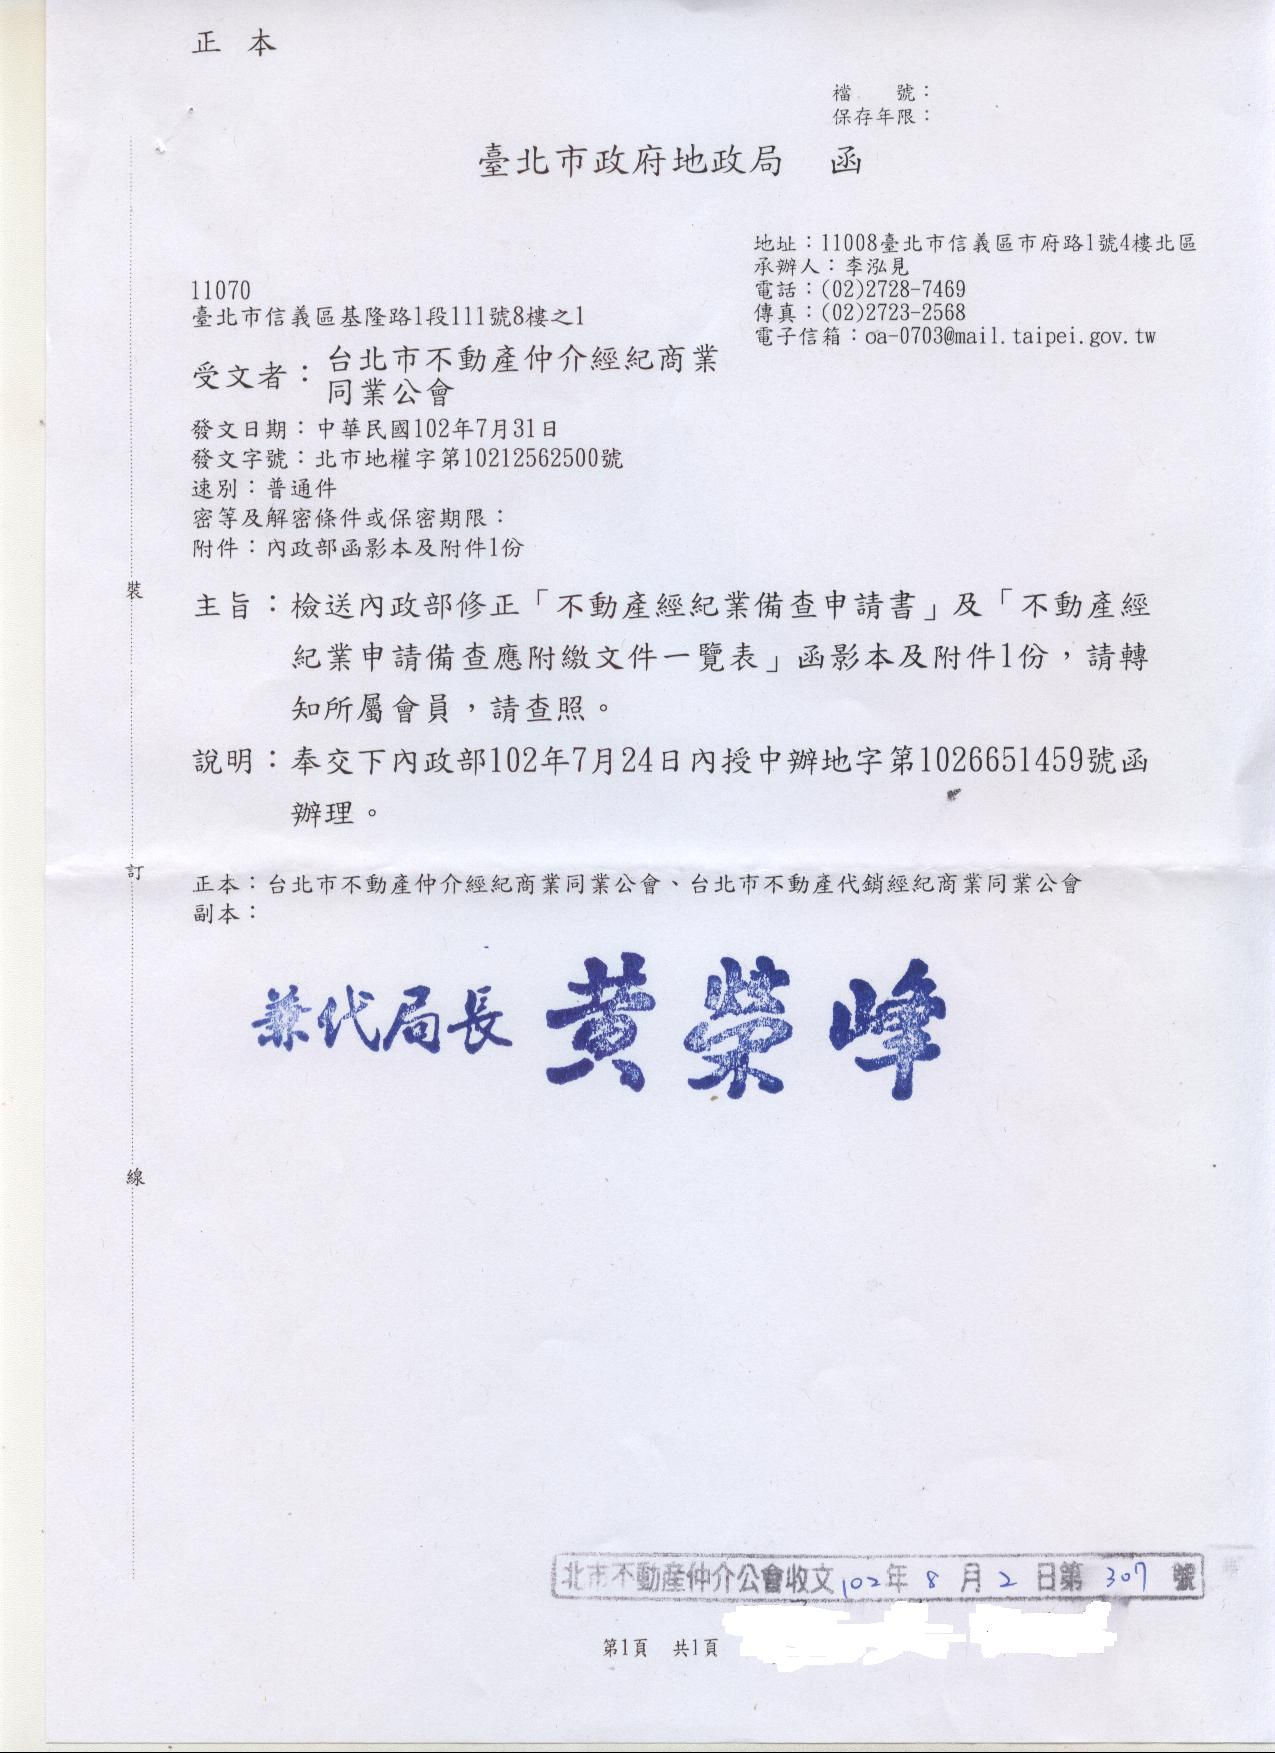 正 本
檔 號：
保存年限：
臺北市政府地政局 函
地址：11008臺北市信義區市府路1號4樓北區
承辦人：李泓見
電話：(02)2728-7469
傳真：(02)2723-2568
電子信箱：oa-0703@mail.taipei.gov.tw
11070
臺北市信義區基隆路1段111號8樓之1
受文者：台北市不動產仲介經紀商業
同業公會
發文日期：中華民國102年7月31日
發文字號：北市地權字第10212562500號
速別：普通件
密等及解密條件或保密期限：
附件：內政部函影本及附件1份
主旨：檢送內政部修正「不動產經紀業備查申請書」及「不動產經
紀業申請備查應附繳文件一覽表」函影本及附件1份，請轉
知所屬會員，請查照。
說明：奉交下內政部102年7月24日內授中辦地字第1026651459號函
辦理。
正本：台北市不動產仲介經紀商業同業公會、台北市不動產代銷經紀商業同業公會
副本：
兼代局長 黃榮峰
裝
訂
線
北市不動產仲介公會收文102年8月2日第307號
第1頁 共1頁